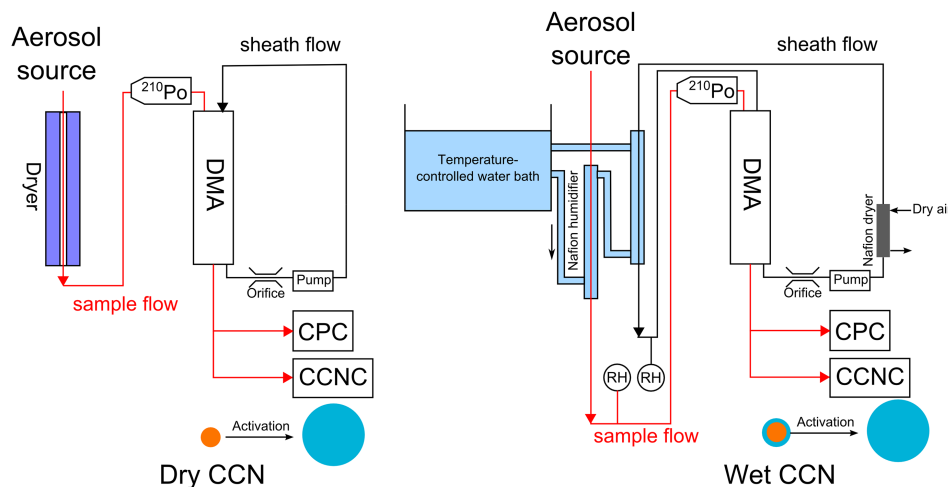 Aerosol
source
sheath flow
²¹⁰Po
Dryer
DMA
Orifice
Pump
sample flow
CPC
CCNC
Activation
Dry CCN
Aerosol
source
sheath flow
²¹⁰Po
Temperature-
controlled water bath
Nafion humidifier
DMA
Nafion dryer
Dry ai
Orifice
Pump
CPC
RH
RH
CCNC
sample flow
Activation
Wet CCN